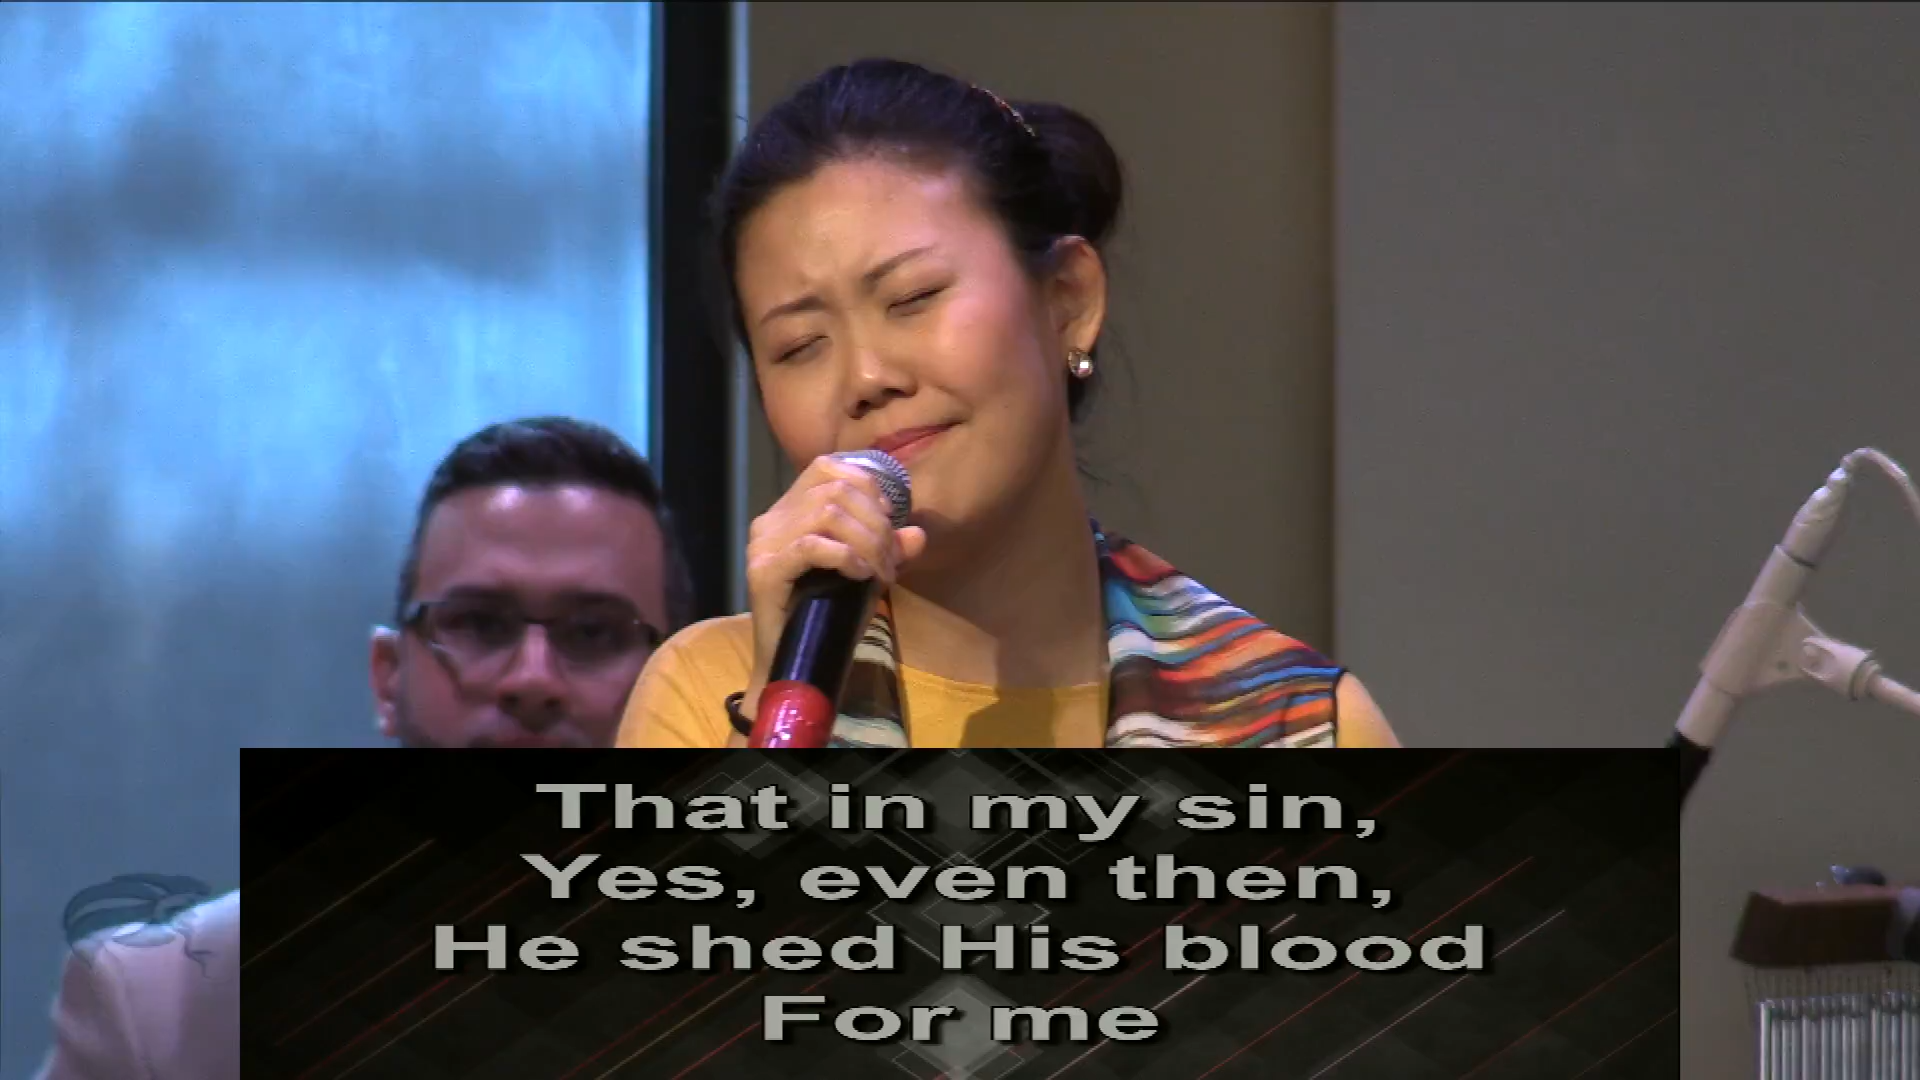 That in my sin,
Yes, even then,
He shed His blood
For me